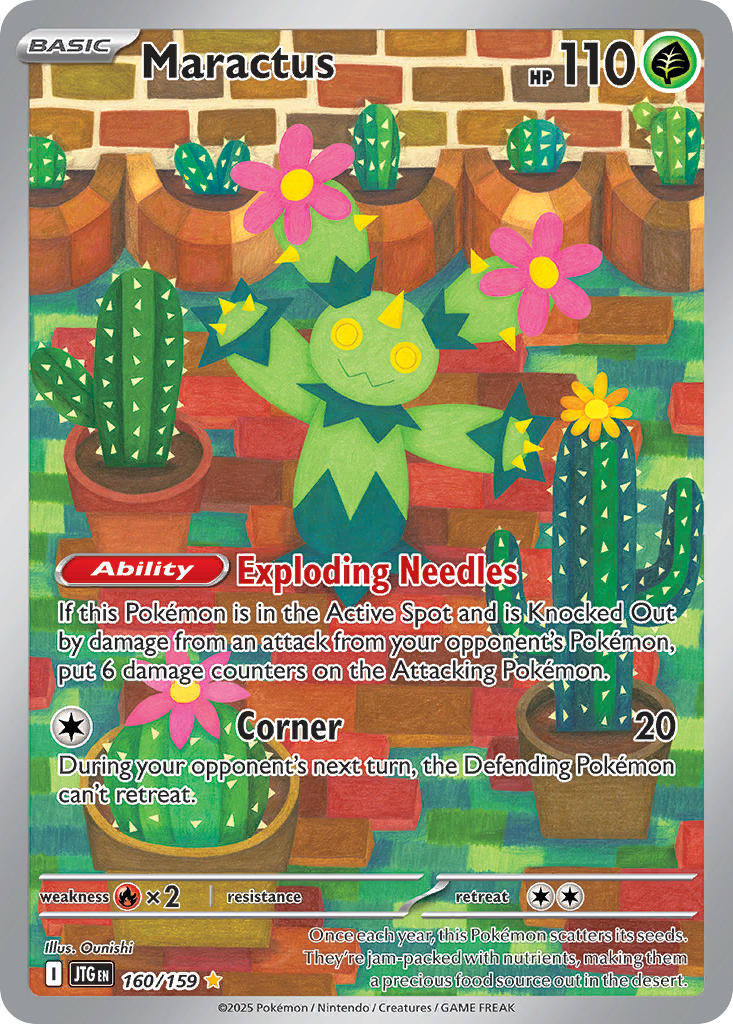 BASIC
Maractus
HP 110
Ability Exploding Needles
If this Pokémon is in the Active Spot and is Knocked Out
by damage from an attack from your opponent's Pokémon,
put 6 damage counters on the Attacking Pokémon.
Corner 20
During your opponent's next turn, the Defending Pokémon
can't retreat.
weakness ×2 resistance retreat
Illus. Ounishi
Once each year, this Pokémon scatters its seeds.
They're jam-packed with nutrients, making them
a precious food source out in the desert.
I JTG EN 160/159
©2025 Pokémon / Nintendo / Creatures / GAME FREAK